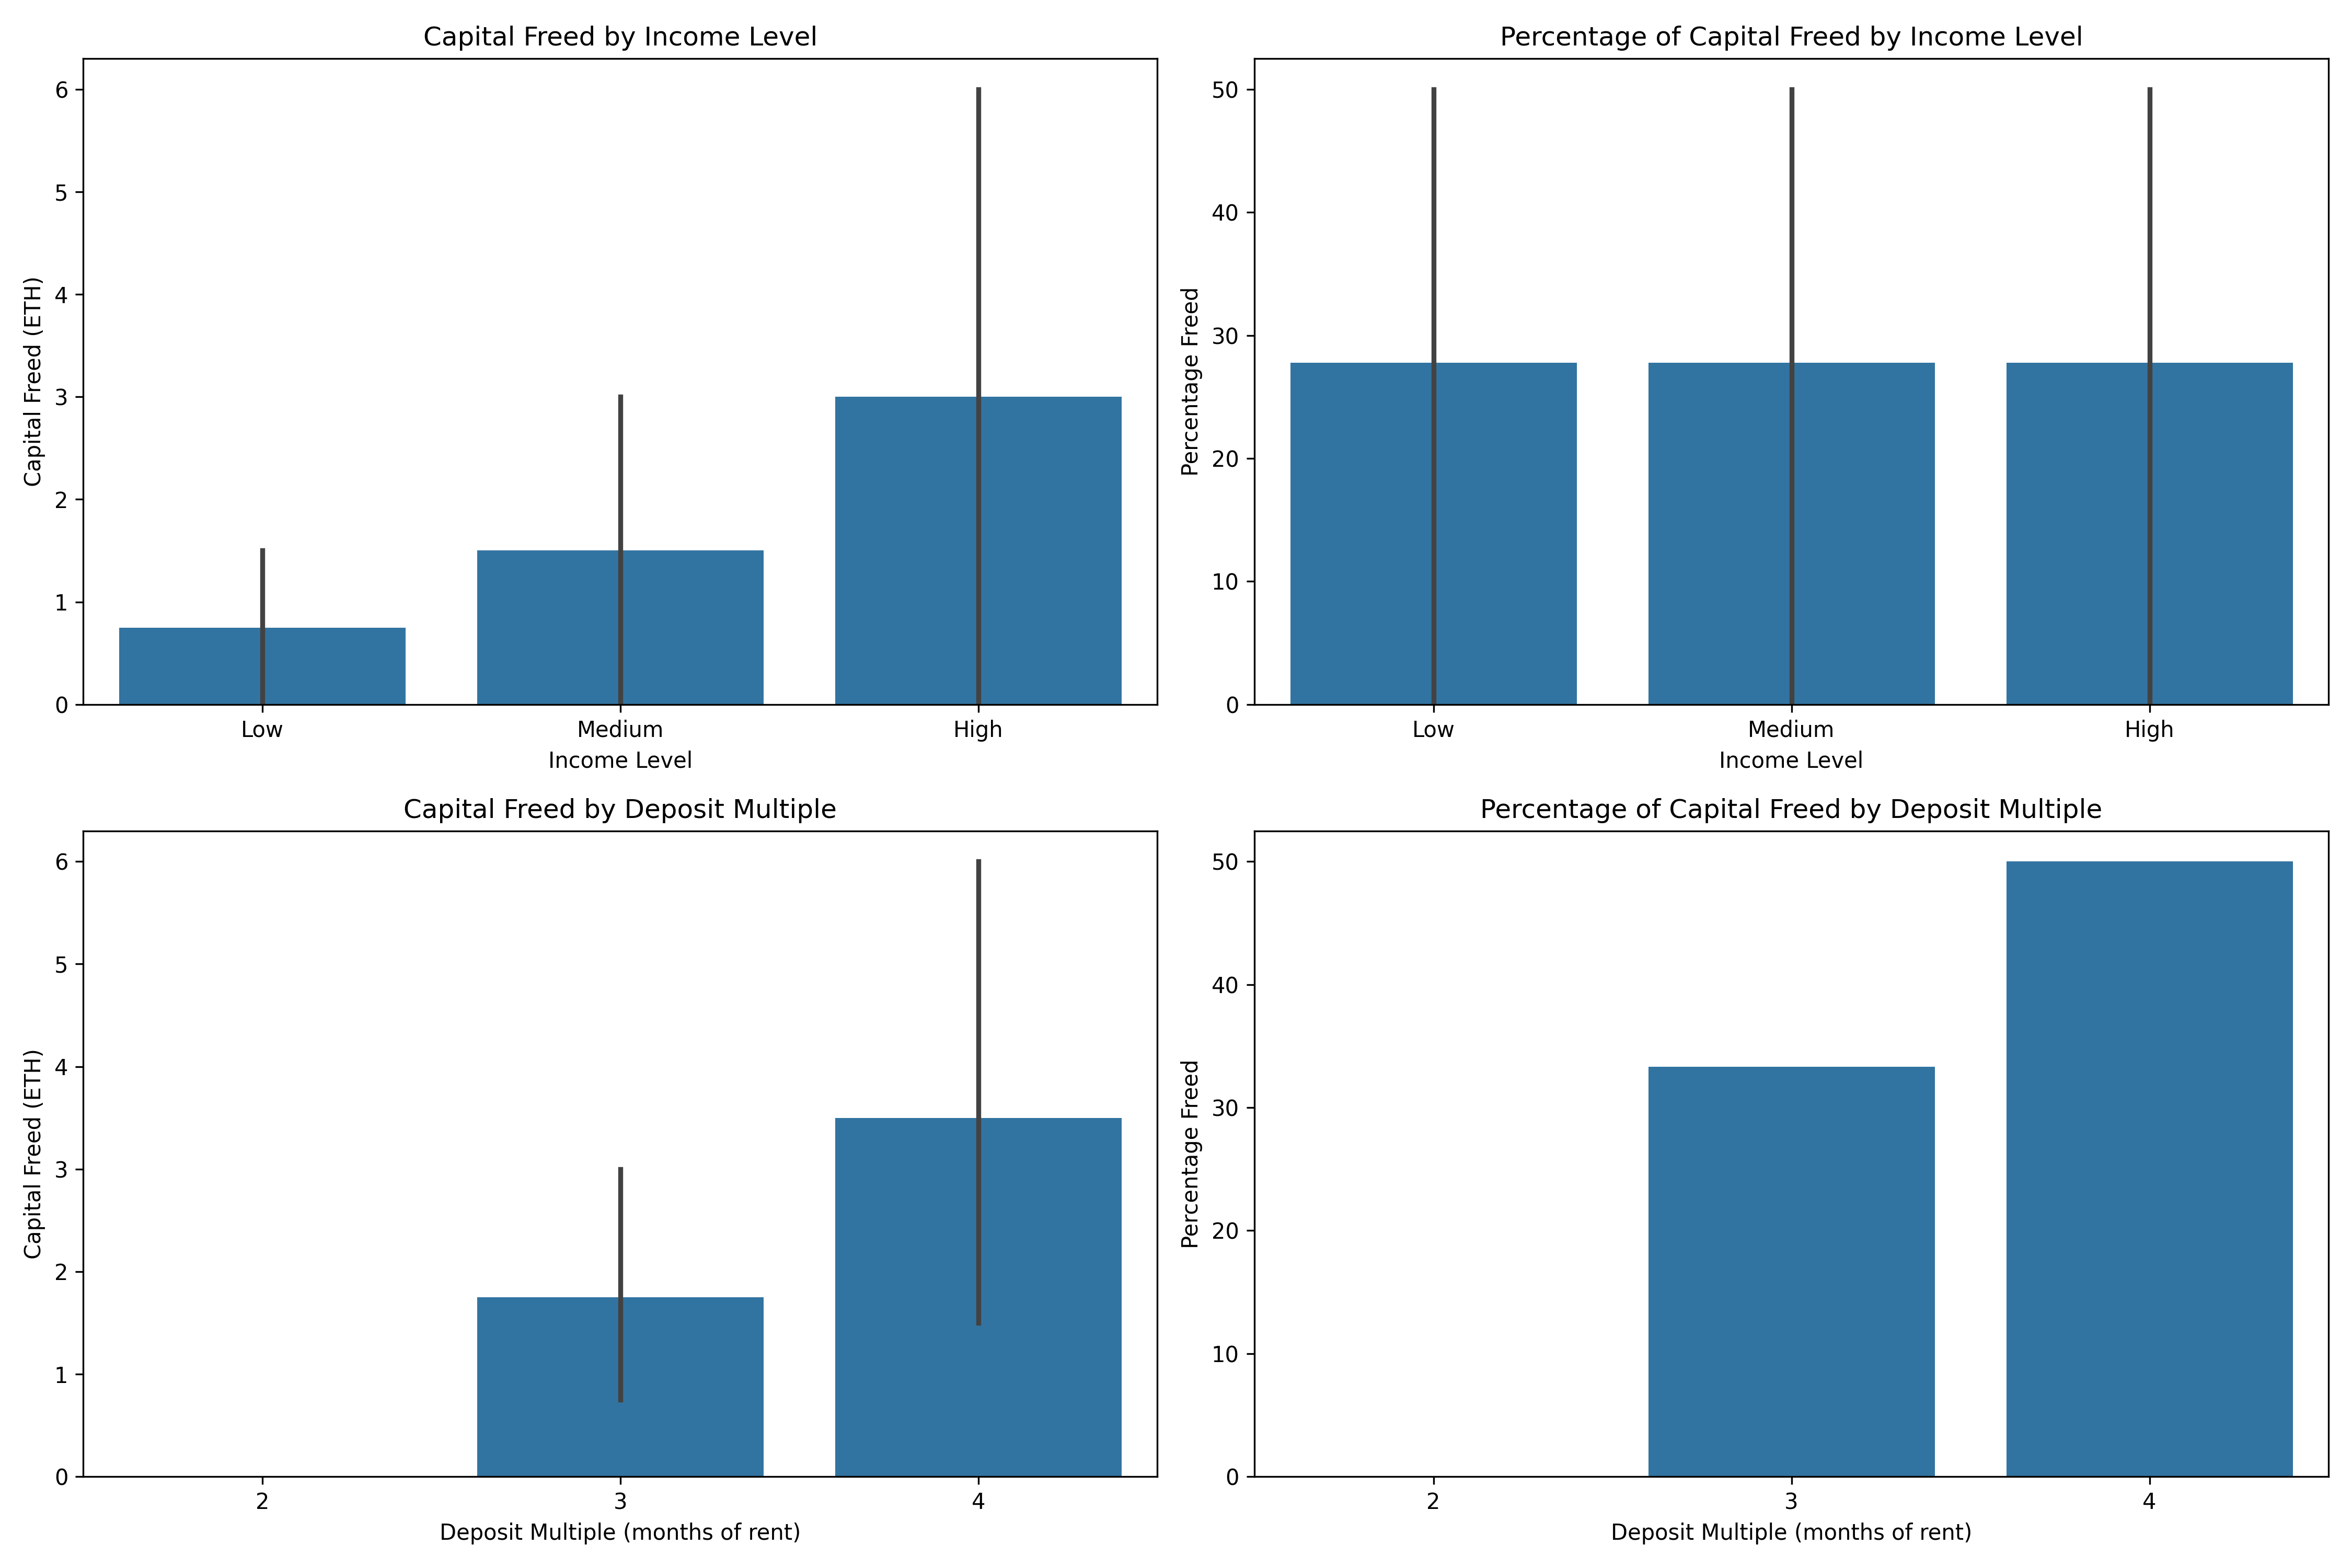 Capital Freed by Income Level
Capital Freed (ETH)
6
5
4
3
2
1
0
Low Medium High
Income Level
Percentage of Capital Freed by Income Level
Percentage Freed
50
40
30
20
10
0
Low Medium High
Income Level
Capital Freed by Deposit Multiple
Capital Freed (ETH)
6
5
4
3
2
1
0
2 3 4
Deposit Multiple (months of rent)
Percentage of Capital Freed by Deposit Multiple
Percentage Freed
50
40
30
20
10
0
2 3 4
Deposit Multiple (months of rent)